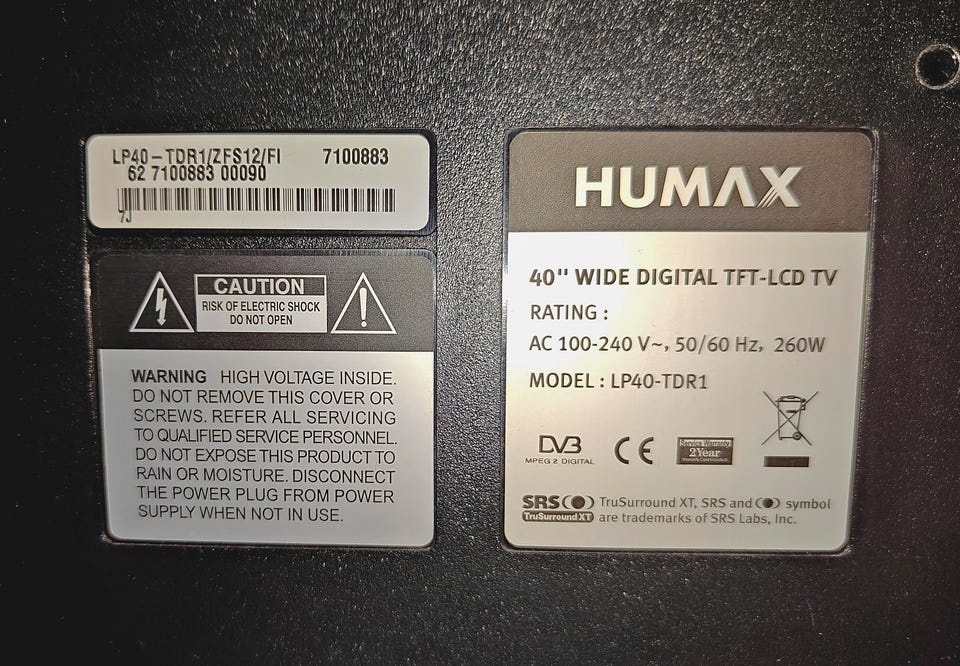 LP40-TDR1/ZFS12/FI 7100883
62 7100883 00090
CAUTION
RISK OF ELECTRIC SHOCK
DO NOT OPEN
WARNING HIGH VOLTAGE INSIDE.
DO NOT REMOVE THIS COVER OR
SCREWS. REFER ALL SERVICING
TO QUALIFIED SERVICE PERSONNEL.
DO NOT EXPOSE THIS PRODUCT TO
RAIN OR MOISTURE. DISCONNECT
THE POWER PLUG FROM POWER
SUPPLY WHEN NOT IN USE.
HUMAX
40" WIDE DIGITAL TFT-LCD TV
RATING :
AC 100-240 V~, 50/60 Hz, 260W
MODEL : LP40-TDR1
DVB
MPEG 2 DIGITAL
CE
Service Warranty
2Year
SRS
TruSurround XT
TruSurround XT, SRS and symbol
are trademarks of SRS Labs, Inc.